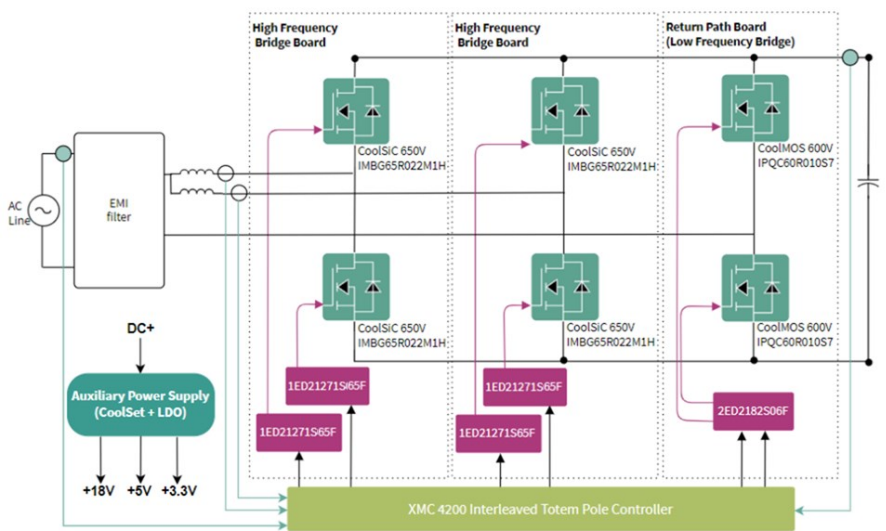 High Frequency
Bridge Board
High Frequency
Bridge Board
Return Path Board
(Low Frequency Bridge)
CoolSiC 650V
IMBG65R022M1H
CoolSiC 650V
IMBG65R022M1H
CoolMOS 600V
IPQC60R010S7
AC
Line
EMI
filter
CoolSiC 650V
IMBG65R022M1H
CoolSiC 650V
IMBG65R022M1H
CoolMOS 600V
IPQC60R010S7
DC+
Auxiliary Power Supply
(CoolSet + LDO)
+18V
+5V
+3.3V
1ED21271S65F
1ED21271S65F
1ED21271S65F
1ED21271S65F
2ED2182S06F
XMC 4200 Interleaved Totem Pole Controller